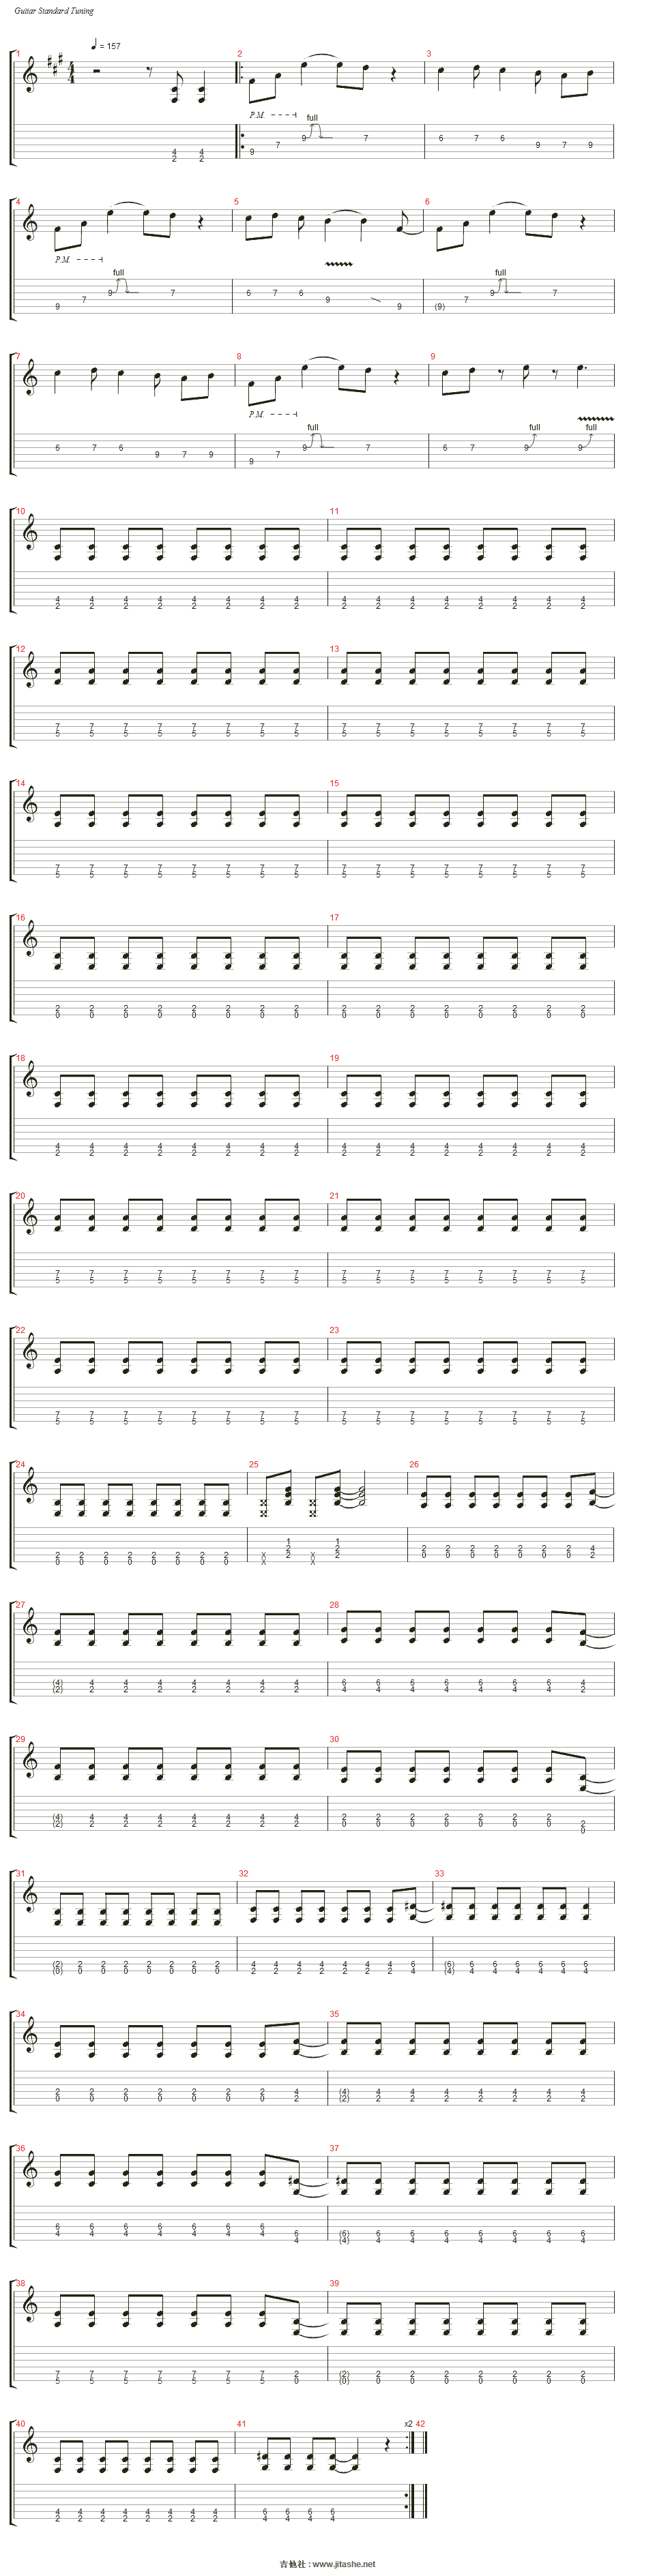 Guitar Standard Tuning
1 ♩ = 157 2 3
P.M. full
9 7 9 7 6 7 6 9 7 9
4 4
2 2
4 5 6
P.M. full full
9 7 9 7 6 7 6 9 9 (9) 7 9 7
7 8 9
P.M. full full full
6 7 6 9 7 9 9 7 9 7 6 7 9 9
10 11
4 4 4 4 4 4 4 4 4 4 4 4 4 4 4 4
2 2 2 2 2 2 2 2 2 2 2 2 2 2 2 2
12 13
7 7 7 7 7 7 7 7 7 7 7 7 7 7 7 7
5 5 5 5 5 5 5 5 5 5 5 5 5 5 5 5
14 15
7 7 7 7 7 7 7 7 7 7 7 7 7 7 7 7
5 5 5 5 5 5 5 5 5 5 5 5 5 5 5 5
16 17
2 2 2 2 2 2 2 2 2 2 2 2 2 2 2 2
0 0 0 0 0 0 0 0 0 0 0 0 0 0 0 0
18 19
4 4 4 4 4 4 4 4 4 4 4 4 4 4 4 4
2 2 2 2 2 2 2 2 2 2 2 2 2 2 2 2
20 21
7 7 7 7 7 7 7 7 7 7 7 7 7 7 7 7
5 5 5 5 5 5 5 5 5 5 5 5 5 5 5 5
22 23
7 7 7 7 7 7 7 7 7 7 7 7 7 7 7 7
5 5 5 5 5 5 5 5 5 5 5 5 5 5 5 5
24 25 26
1 1
2 2 2 2 2 2 2 2 2 4
2 2 2 2 2 2 2 2 X 2 X 2 0 0 0 0 0 0 0 2
0 0 0 0 0 0 0 0 X X
27 28
(4) 4 4 4 4 4 4 4 6 6 6 6 6 6 6 4
(2) 2 2 2 2 2 2 2 4 4 4 4 4 4 4 2
29 30
(4) 4 4 4 4 4 4 4 2 2 2 2 2 2 2
(2) 2 2 2 2 2 2 2 0 0 0 0 0 0 0 2
0
31 32 33
(2) 2 2 2 2 2 2 2 4 4 4 4 4 4 4 6 (6) 6 6 6 6 6 6
(0) 0 0 0 0 0 0 0 2 2 2 2 2 2 2 4 (4) 4 4 4 4 4 4
34 35
2 2 2 2 2 2 2 4 (4) 4 4 4 4 4 4 4
0 0 0 0 0 0 0 2 (2) 2 2 2 2 2 2 2
36 37
6 6 6 6 6 6 6
4 4 4 4 4 4 4 6 (6) 6 6 6 6 6 6 6
4 (4) 4 4 4 4 4 4 4
38 39
7 7 7 7 7 7 7 2 (2) 2 2 2 2 2 2 2
5 5 5 5 5 5 5 0 (0) 0 0 0 0 0 0 0
40 41 x2 42
4 4 4 4 4 4 4 4 6 6 6 6
2 2 2 2 2 2 2 2 4 4 4 4
吉他社 : www.jitashe.net